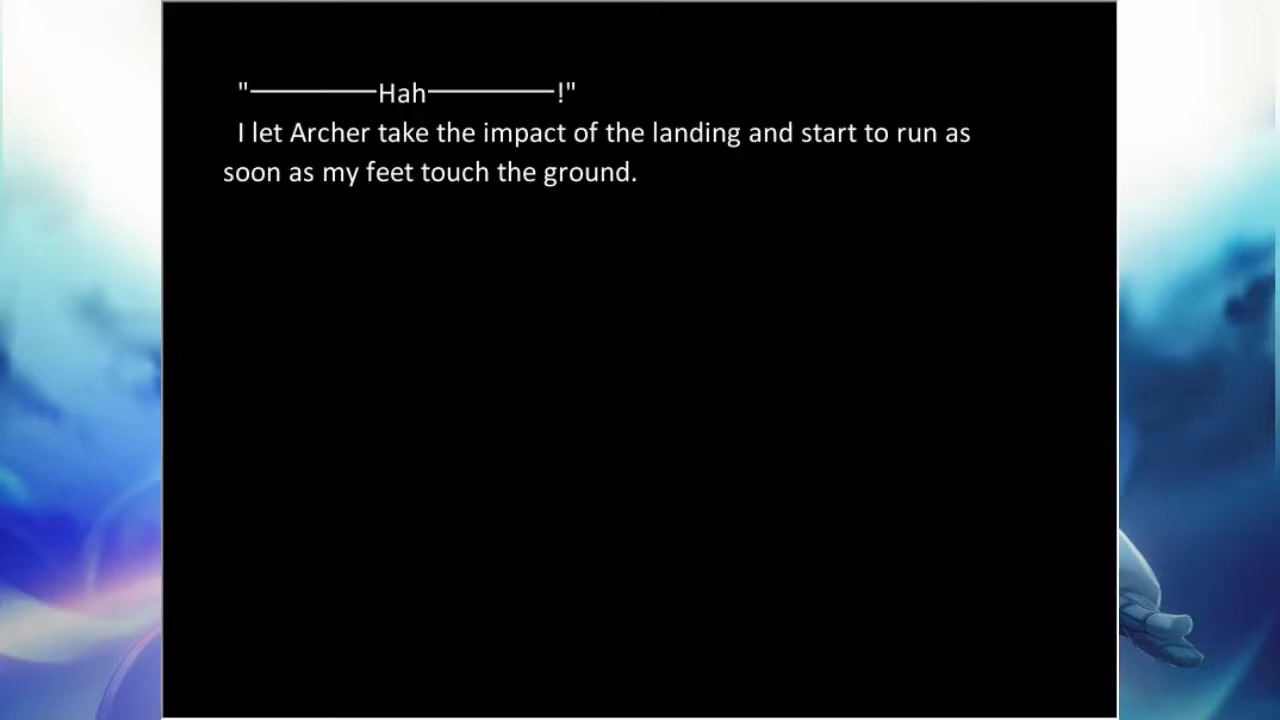 "————Hah————!"
I let Archer take the impact of the landing and start to run as
soon as my feet touch the ground.